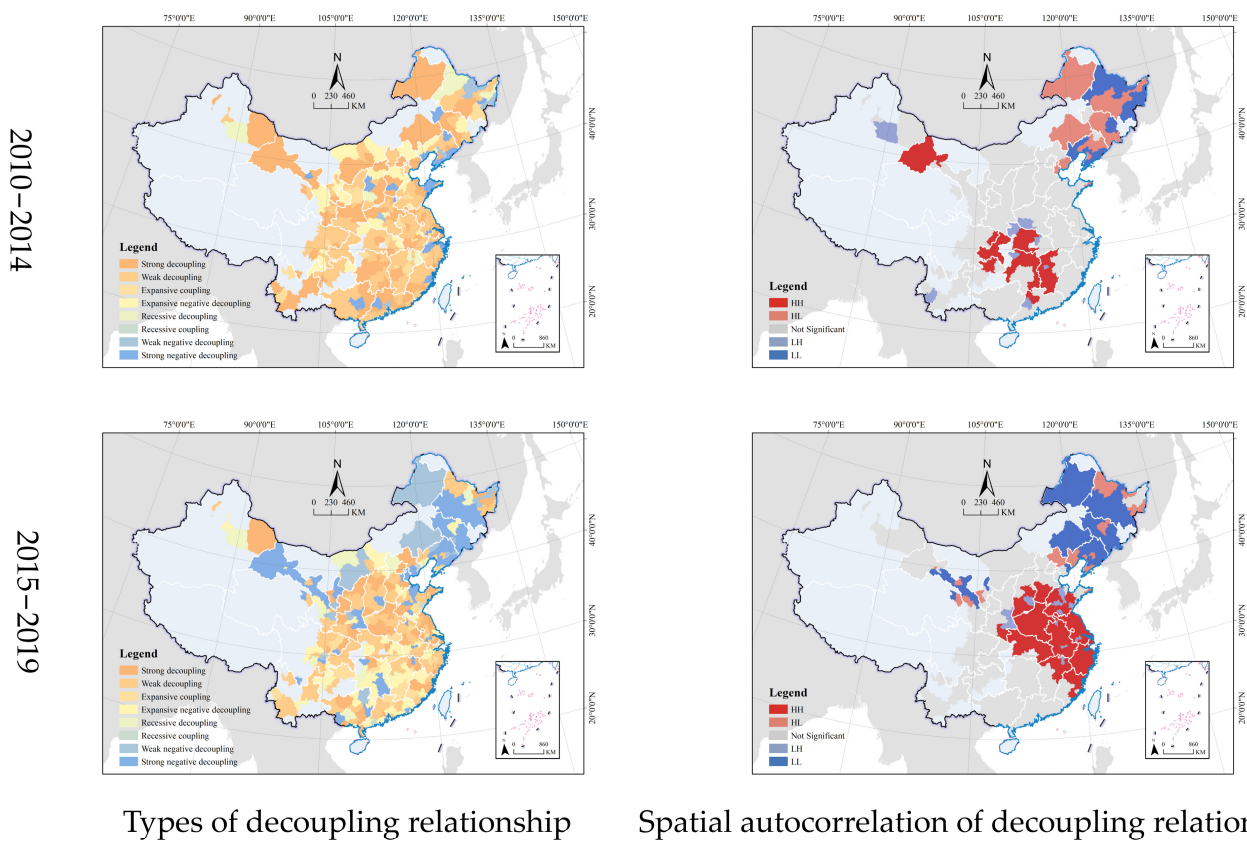 75°0'0"E 90°0'0"E 105°0'0"E 120°0'0"E 135°0'0"E 150°0'0"E
40°0'0"N
30°0'0"N
20°0'0"N
N
0 230 460
KM
Legend
Strong decoupling
Weak decoupling
Expansive coupling
Expansive negative decoupling
Recessive decoupling
Recessive coupling
Weak negative decoupling
Strong negative decoupling
N
0 860
KM
2010–2014
75°0'0"E 90°0'0"E 105°0'0"E 120°0'0"E 135°0'0"E 150°0'0"E
40°0'0"N
30°0'0"N
20°0'0"N
N
0 230 460
KM
Legend
HH
HL
Not Significant
LH
LL
N
0 860
KM
75°0'0"E 90°0'0"E 105°0'0"E 120°0'0"E 135°0'0"E 150°0'0"E
40°0'0"N
30°0'0"N
20°0'0"N
N
0 230 460
KM
Legend
Strong decoupling
Weak decoupling
Expansive coupling
Expansive negative decoupling
Recessive decoupling
Recessive coupling
Weak negative decoupling
Strong negative decoupling
N
0 860
KM
2015–2019
75°0'0"E 90°0'0"E 105°0'0"E 120°0'0"E 135°0'0"E 150°0'0"E
40°0'0"N
30°0'0"N
20°0'0"N
N
0 230 460
KM
Legend
HH
HL
Not Significant
LH
LL
N
0 860
KM
Types of decoupling relationship
Spatial autocorrelation of decoupling relation